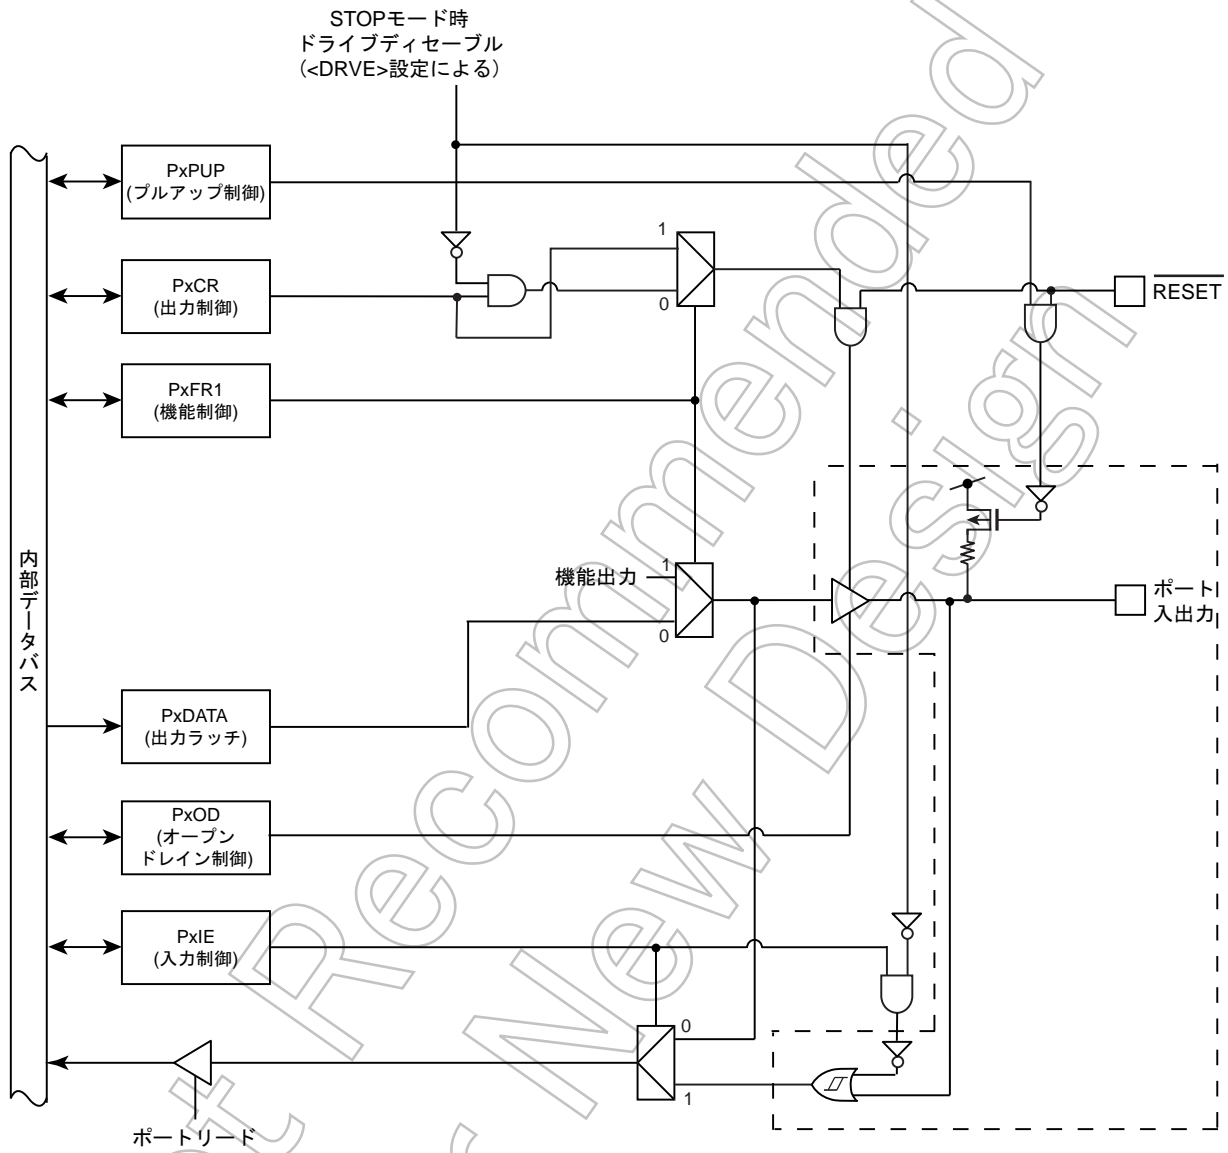 STOPモード時
ドライブディセーブル
(<DRVE>設定による)
PxPUP
(プルアップ制御)
1
PxCR
(出力制御)
0
RESET
PxFR1
(機能制御)
内部データバス
機能出力
1
0
ポート
入出力
PxDATA
(出力ラッチ)
PxOD
(オープン
ドレイン制御)
PxIE
(入力制御)
0
1
ポートリード
t Recommended
New Design